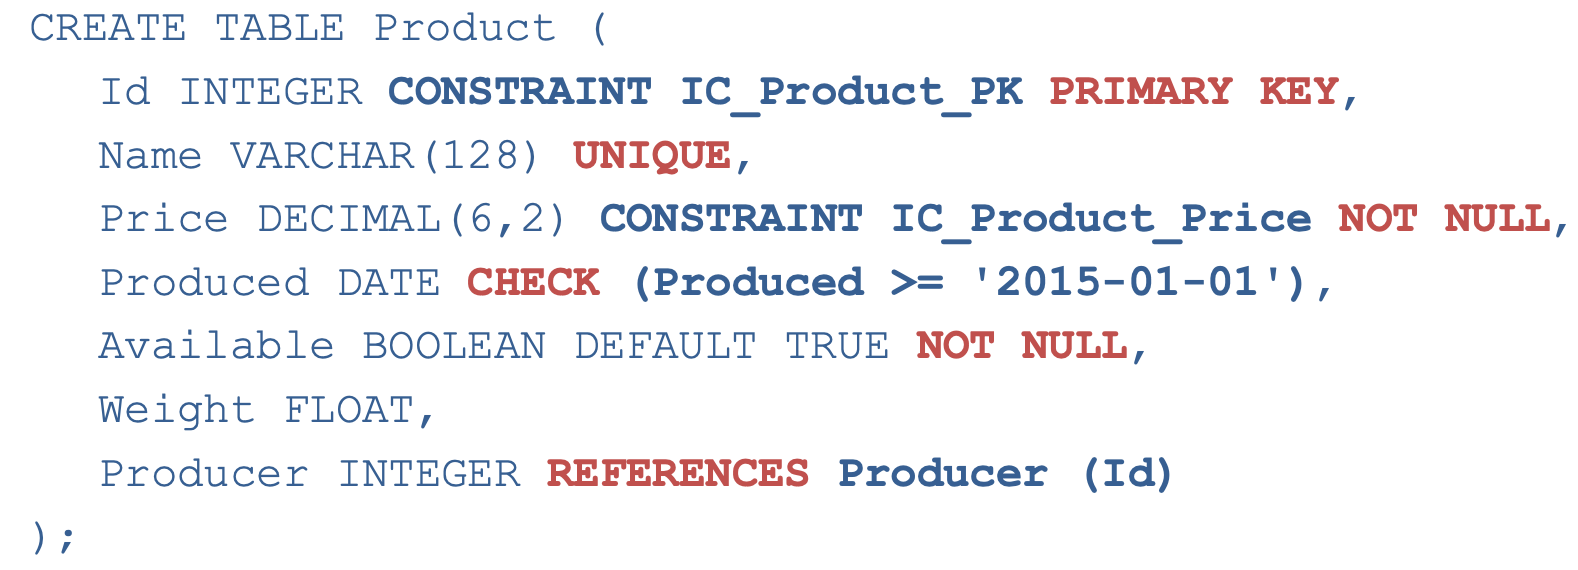 CREATE TABLE Product (
Id INTEGER CONSTRAINT IC_Product_PK PRIMARY KEY,
Name VARCHAR(128) UNIQUE,
Price DECIMAL(6,2) CONSTRAINT IC_Product_Price NOT NULL,
Produced DATE CHECK (Produced >= '2015-01-01'),
Available BOOLEAN DEFAULT TRUE NOT NULL,
Weight FLOAT,
Producer INTEGER REFERENCES Producer (Id)
);